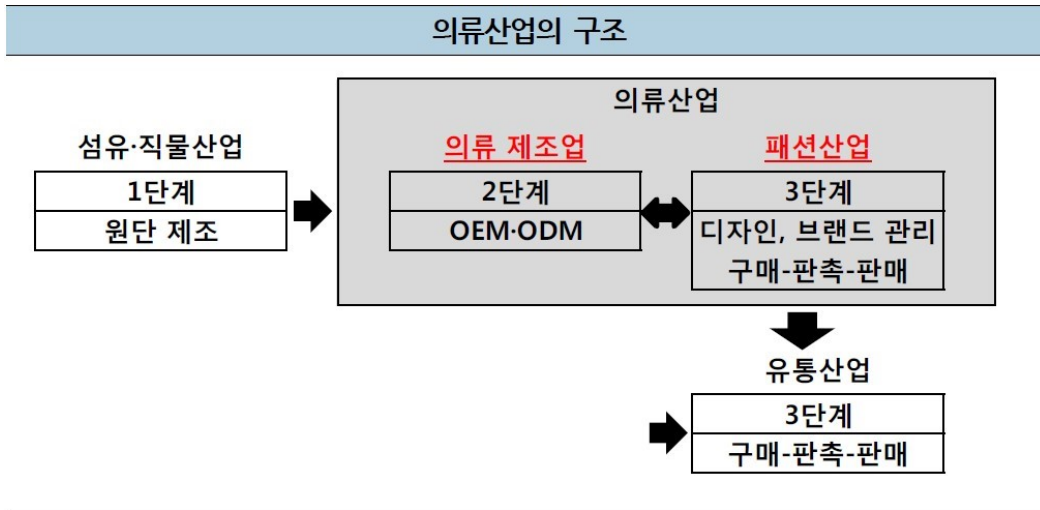 의류산업의 구조
의류산업
섬유·직물산업
1단계
원단 제조
의류 제조업
2단계
OEM·ODM
패션산업
3단계
디자인, 브랜드 관리
구매-판촉-판매
유통산업
3단계
구매-판촉-판매